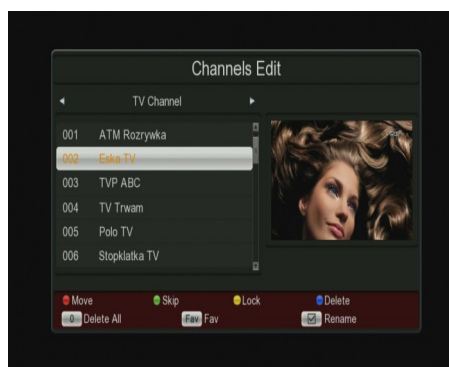 Channels Edit
TV Channel
001 ATM Rozrywka
002 Eska TV
003 TVP ABC
004 TV Trwam
005 Polo TV
006 Stopklatka TV
Move Skip Lock Delete
0 Delete All Fav Fav Rename